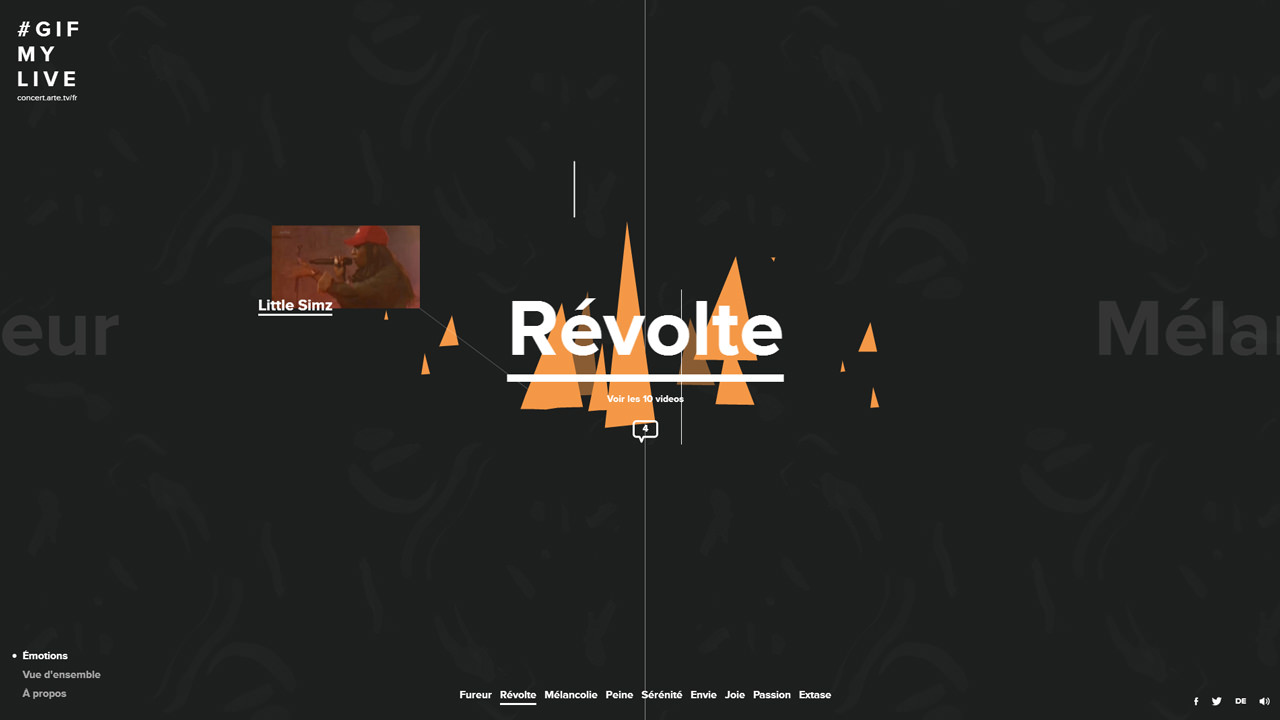 #GIF
MY
LIVE
concert.arte.tv/fr
Little Simz
eur
Révolte
Méla
Voir les 10 videos
4
Émotions
Vue d'ensemble
À propos
Fureur Révolte Mélancolie Peine Sérénité Envie Joie Passion Extase
DE